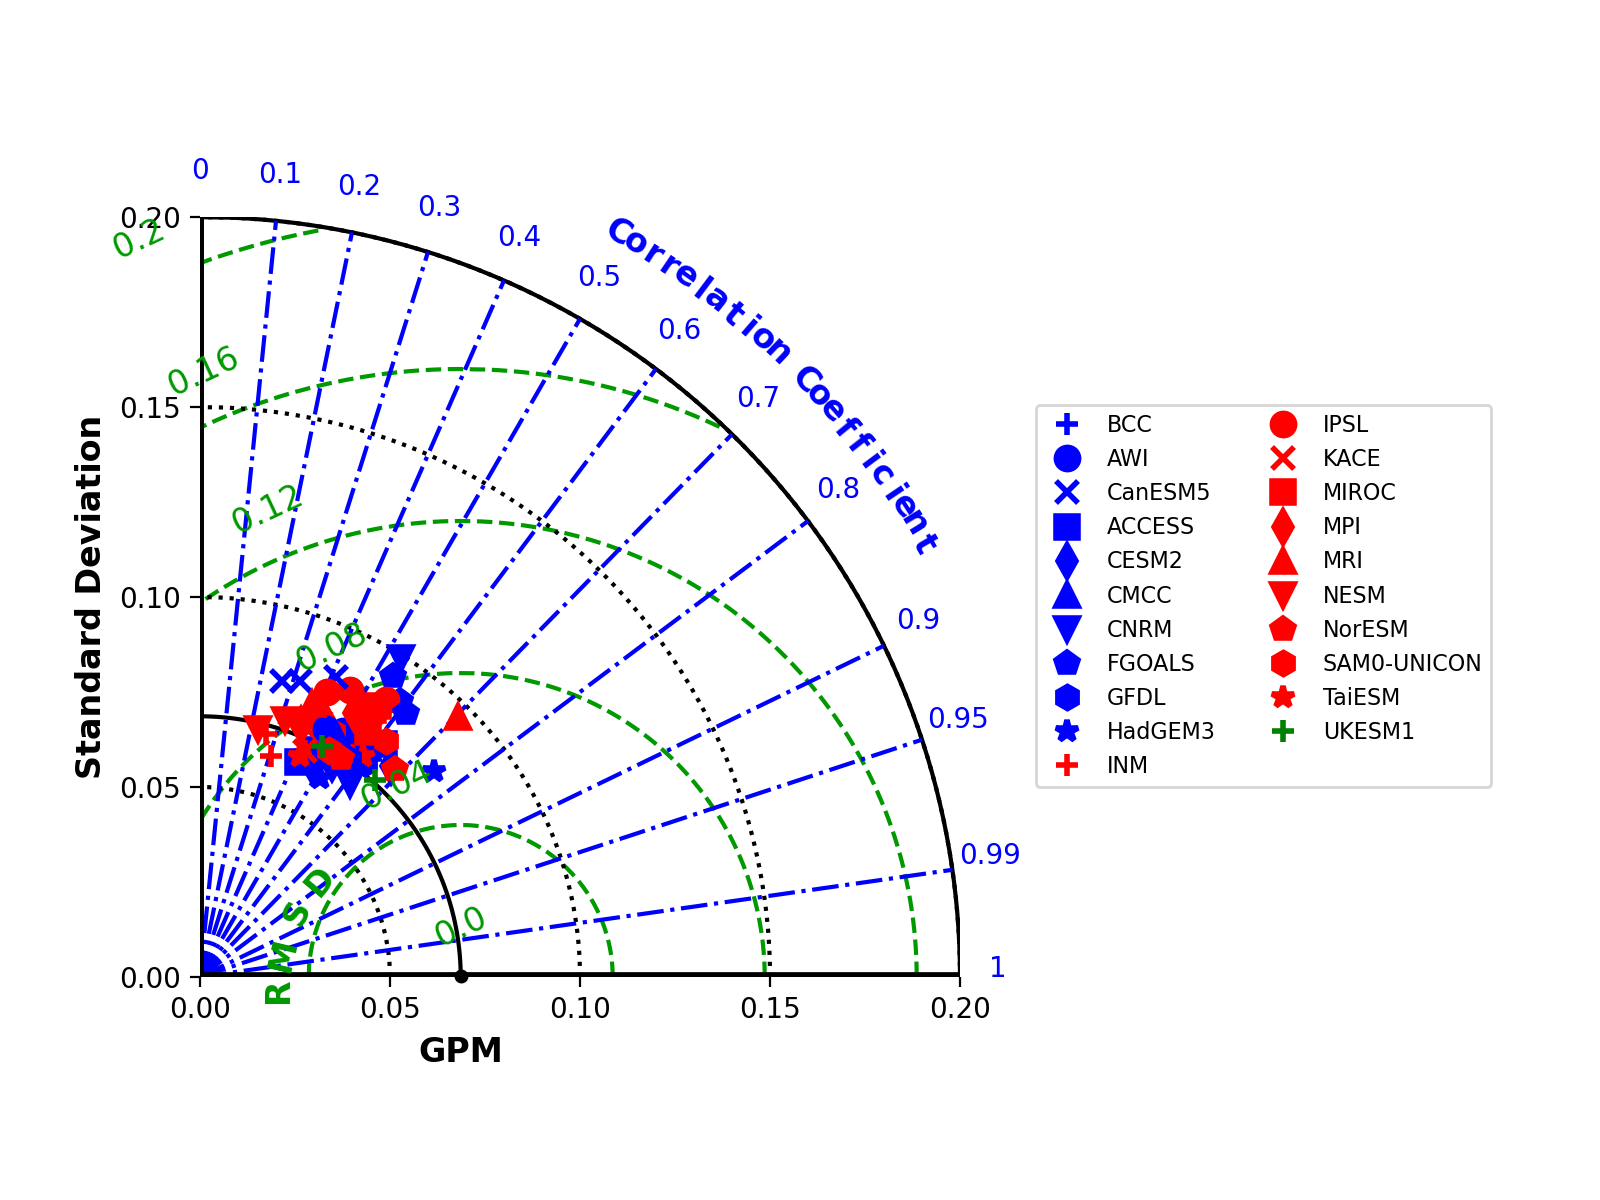 0
0.1
0.2
0.3
0.4
0.5
0.6
0.7
0.8
0.9
0.95
0.99
1
Correlation Coefficient
0.20
0.15
0.10
0.05
0.00
Standard Deviation
0.2
0.16
0.12
0.08
0.04
0.0
RMSD
0.00
0.05
0.10
0.15
0.20
GPM
BCC
AWI
CanESM5
ACCESS
CESM2
CMCC
CNRM
FGOALS
GFDL
HadGEM3
INM
IPSL
KACE
MIROC
MPI
MRI
NESM
NorESM
SAM0-UNICON
TaiESM
UKESM1